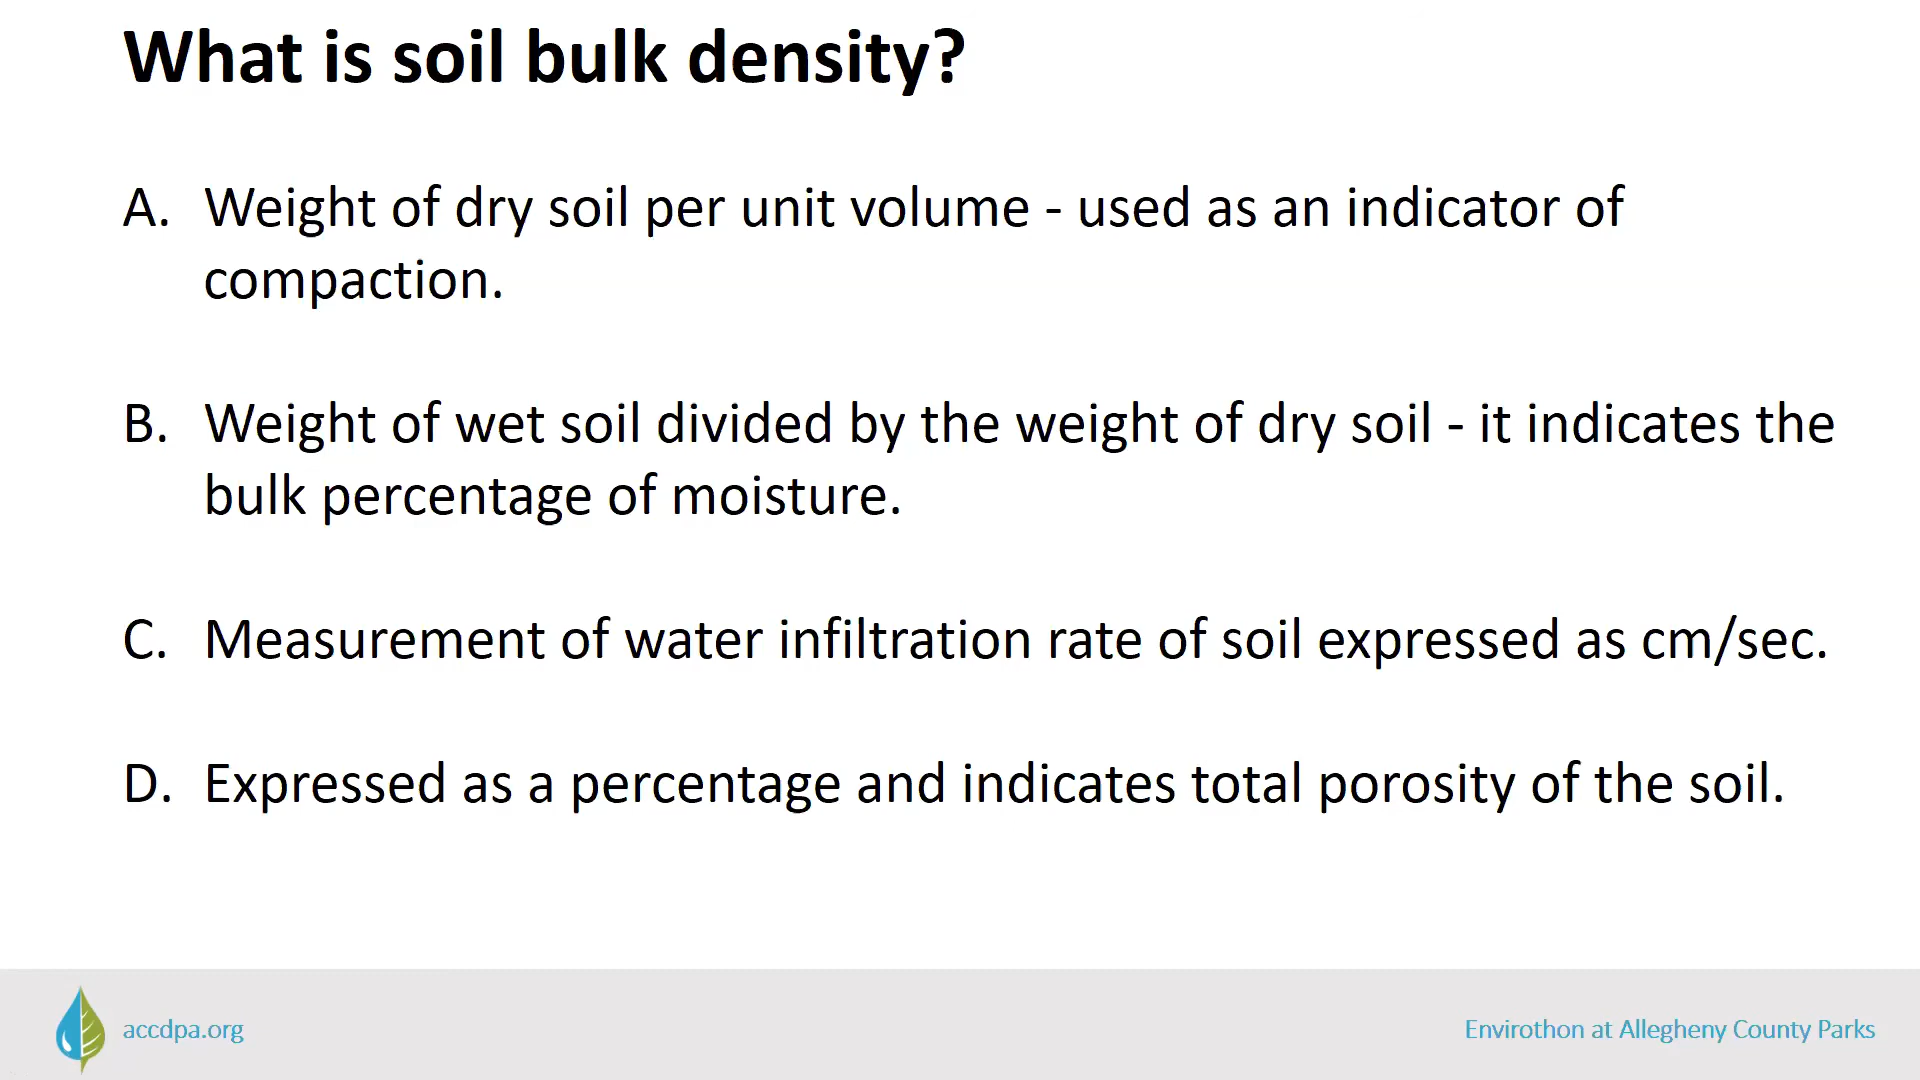 What is soil bulk density?
A. Weight of dry soil per unit volume - used as an indicator of
compaction.
B. Weight of wet soil divided by the weight of dry soil - it indicates the
bulk percentage of moisture.
C. Measurement of water infiltration rate of soil expressed as cm/sec.
D. Expressed as a percentage and indicates total porosity of the soil.
accdpa.org
Envirothon at Allegheny County Parks